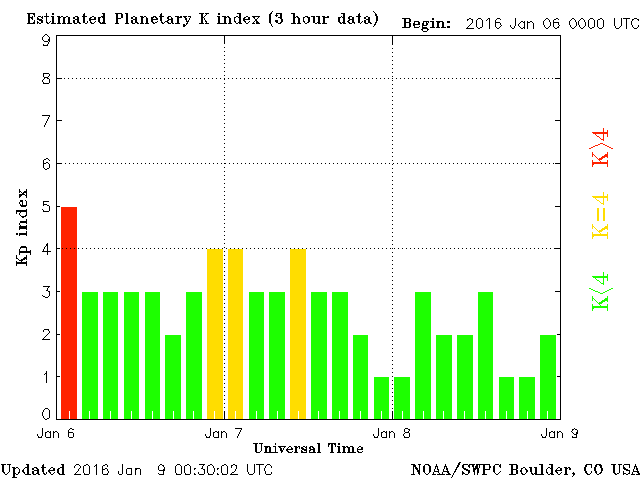 Estimated Planetary K index (3 hour data) Begin: 2016 Jan 06 0000 UTC
9
8
7
6
5
4
3
2
1
0
Kp index
K>4
K=4
K<4
Jan 6 Jan 7 Jan 8 Jan 9
Universal Time
Updated 2016 Jan 9 00:30:02 UTC NOAA/SWPC Boulder, CO USA